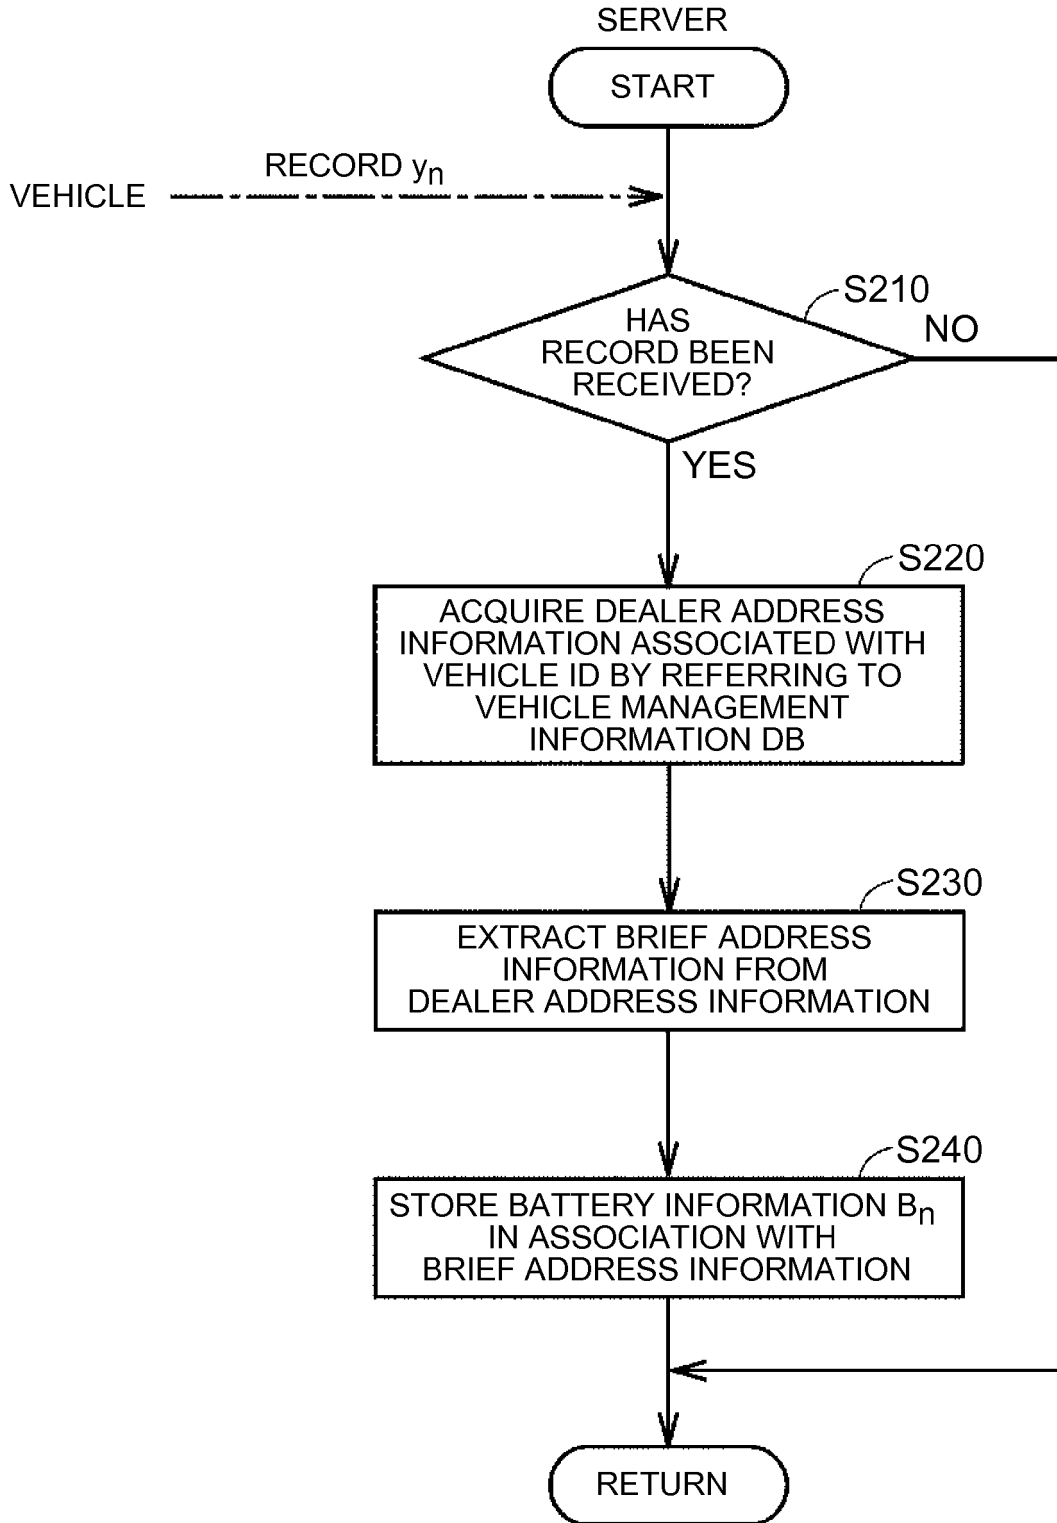 SERVER
START
RECORD yn
VEHICLE
S210
HAS
RECORD BEEN
RECEIVED?
NO
YES
S220
ACQUIRE DEALER ADDRESS
INFORMATION ASSOCIATED WITH
VEHICLE ID BY REFERRING TO
VEHICLE MANAGEMENT
INFORMATION DB
S230
EXTRACT BRIEF ADDRESS
INFORMATION FROM
DEALER ADDRESS INFORMATION
S240
STORE BATTERY INFORMATION Bn
IN ASSOCIATION WITH
BRIEF ADDRESS INFORMATION
RETURN